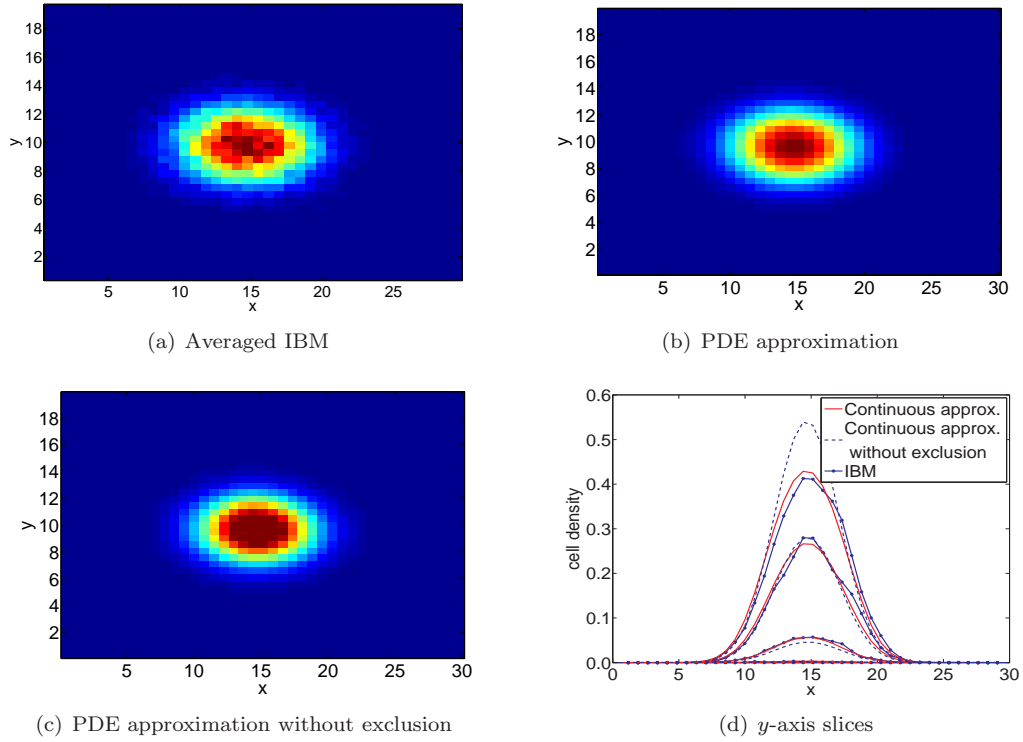 18
16
14
12
y 10
8
6
4
2
5 10 15 20 25
x
(a) Averaged IBM
18
16
14
12
y 10
8
6
4
2
5 10 15 20 25 30
x
(b) PDE approximation
18
16
14
12
y 10
8
6
4
2
5 10 15 20 25 30
x
(c) PDE approximation without exclusion
0.6
0.5
0.4
0.3
0.2
0.1
0.0
cell density
Continuous approx.
Continuous approx.
without exclusion
IBM
0 5 10 15 20 25 30
x
(d) y-axis slices